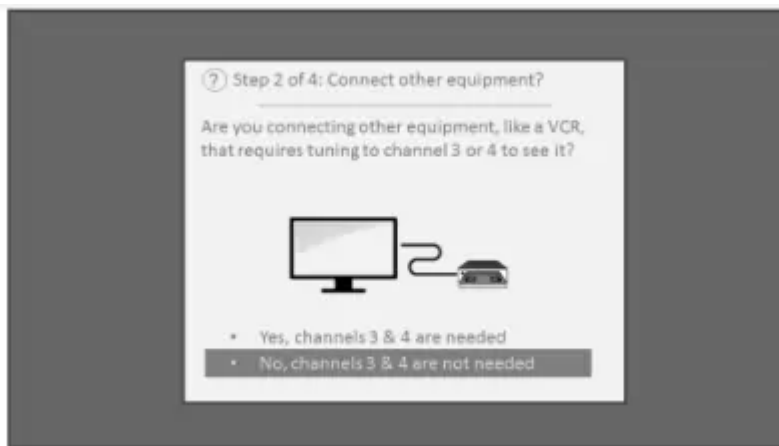 ? Step 2 of 4: Connect other equipment?
Are you connecting other equipment, like a VCR,
that requires tuning to channel 3 or 4 to see it?
• Yes, channels 3 & 4 are needed
• No, channels 3 & 4 are not needed